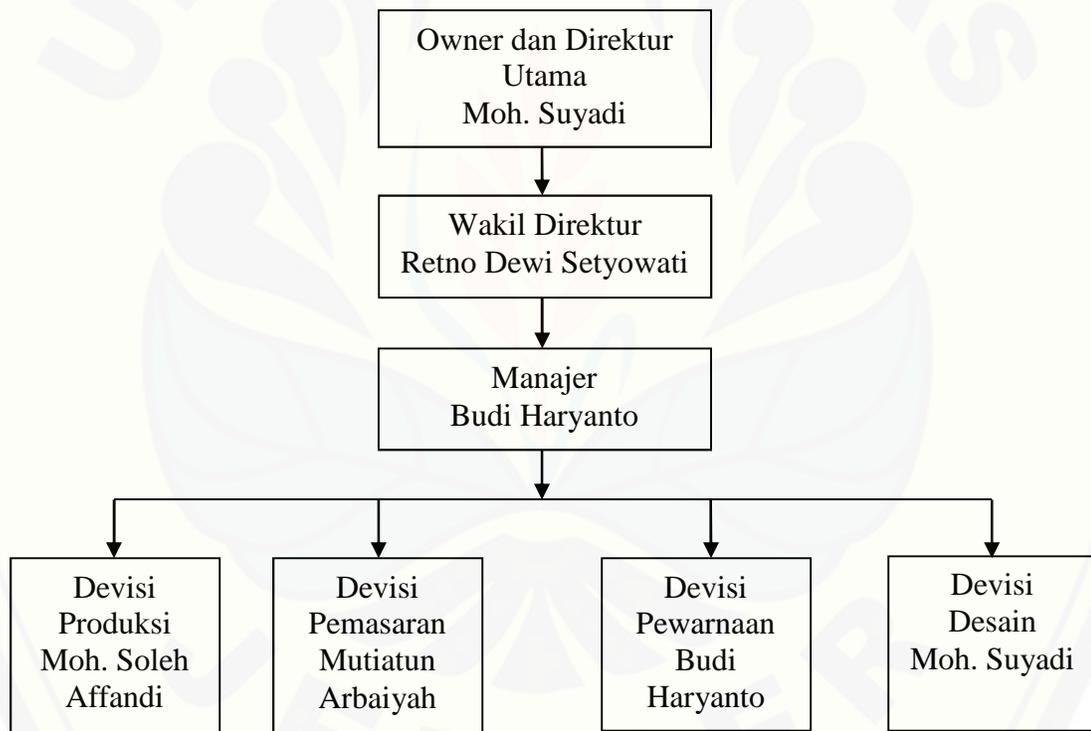 Owner dan Direktur
Utama
Moh. Suyadi
Wakil Direktur
Retno Dewi Setyowati
Manajer
Budi Haryanto
Devisi
Produksi
Moh. Soleh
Affandi
Devisi
Pemasaran
Mutiatun
Arbaiyah
Devisi
Pewarnaan
Budi
Haryanto
Devisi
Desain
Moh. Suyadi